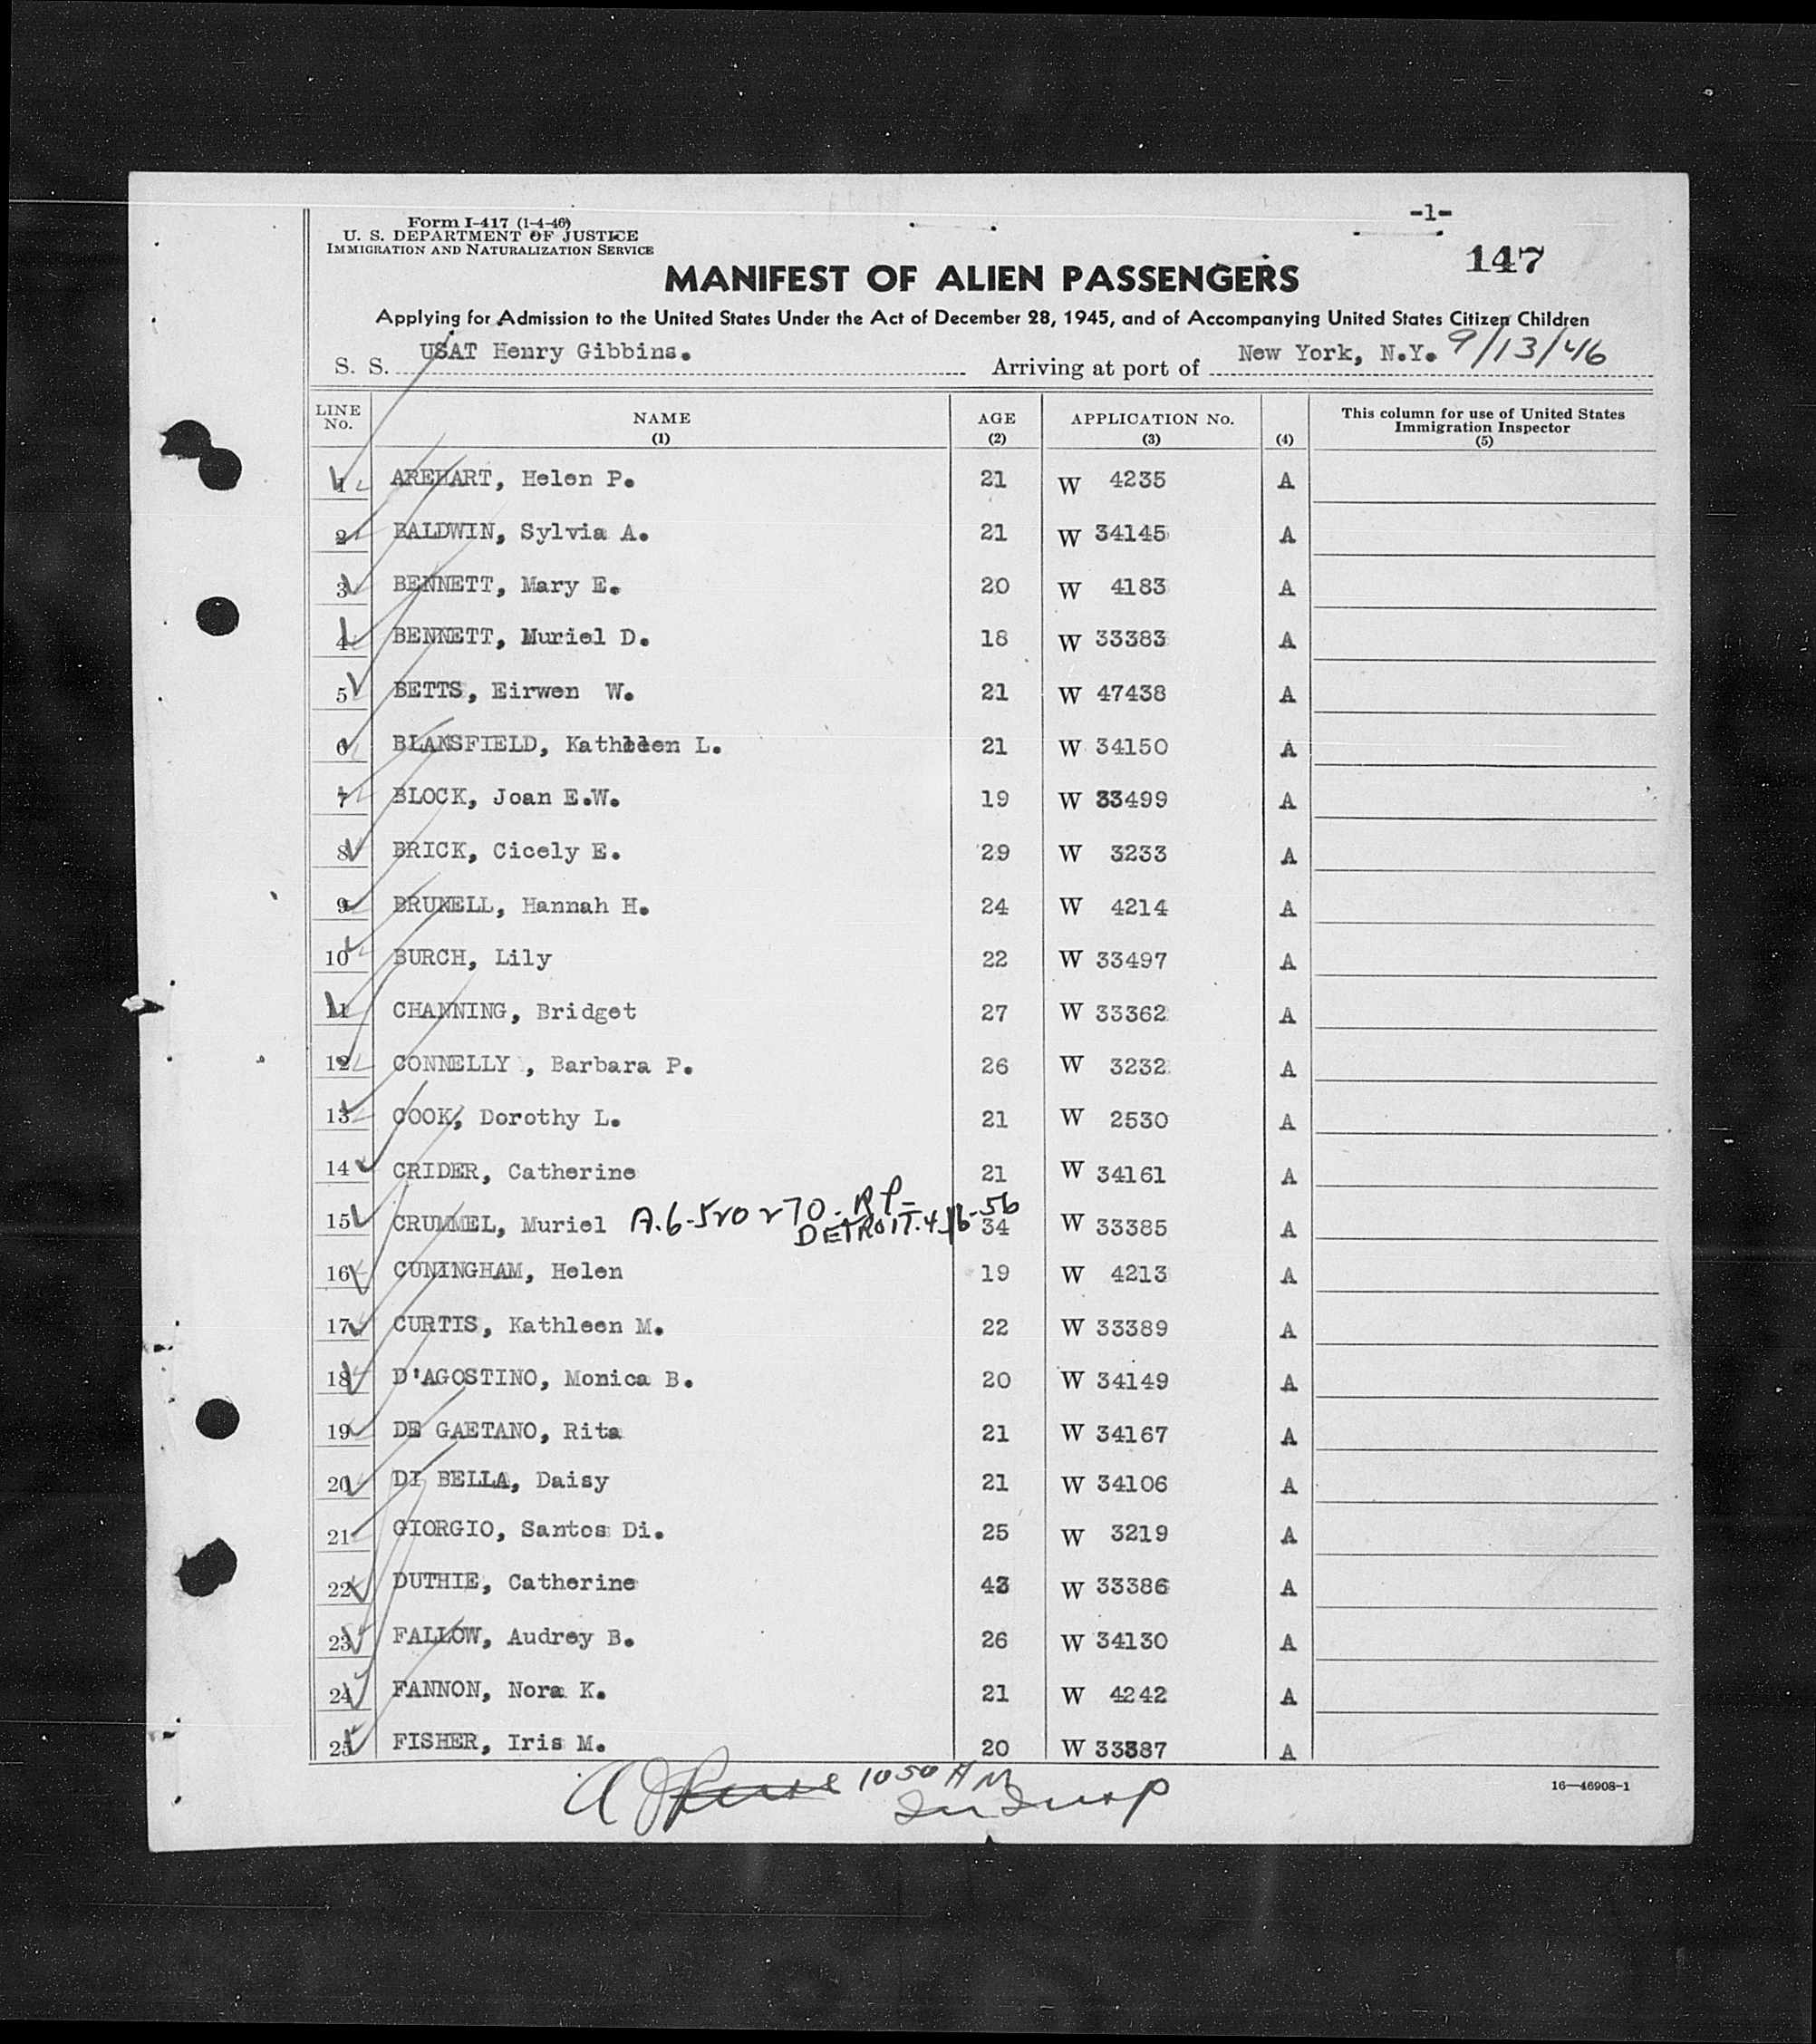 -1-
Form I-417 (1-4-46)
U. S. DEPARTMENT OF JUSTICE
IMMIGRATION AND NATURALIZATION SERVICE
147
MANIFEST OF ALIEN PASSENGERS
Applying for Admission to the United States Under the Act of December 28, 1945, and of Accompanying United States Citizen Children
S. S. USAT Henry Gibbins. Arriving at port of New York, N.Y. 9/13/46
LINE No. NAME (1) AGE (2) APPLICATION No. (3) (4) This column for use of United States Immigration Inspector (5)
1 AREHART, Helen P. 21 W 4235 A
2 BALDWIN, Sylvia A. 21 W 34145 A
3 BENNETT, Mary E. 20 W 4183 A
4 BENNETT, Muriel D. 18 W 33383 A
5 BETTS, Eirwen W. 21 W 47438 A
6 BLANSFIELD, Kathleen L. 21 W 34150 A
7 BLOCK, Joan E.W. 19 W 33499 A
8 BRICK, Cicely E. 29 W 3233 A
9 BRUNELL, Hannah H. 24 W 4214 A
10 BURCH, Lily 22 W 33497 A
11 CHANNING, Bridget 27 W 33362 A
12 CONNELLY , Barbara P. 26 W 3232 A
13 COOK, Dorothy L. 21 W 2530 A
14 CRIDER, Catherine 21 W 34161 A
15 CRUMMEL, Muriel A.6-520270. RP- DETROIT. 4-16-56 34 W 33385 A
16 CUNINGHAM, Helen 19 W 4213 A
17 CURTIS, Kathleen M. 22 W 33389 A
18 D'AGOSTINO, Monica B. 20 W 34149 A
19 DE GAETANO, Rita 21 W 34167 A
20 DI BELLA, Daisy 21 W 34106 A
21 GIORGIO, Santos Di. 25 W 3219 A
22 DUTHIE, Catherine 43 W 33386 A
23 FALLOW, Audrey B. 26 W 34130 A
24 FANNON, Nora K. 21 W 4242 A
25 FISHER, Iris M. 20 W 33387 A
1050 AM
16—46908-1